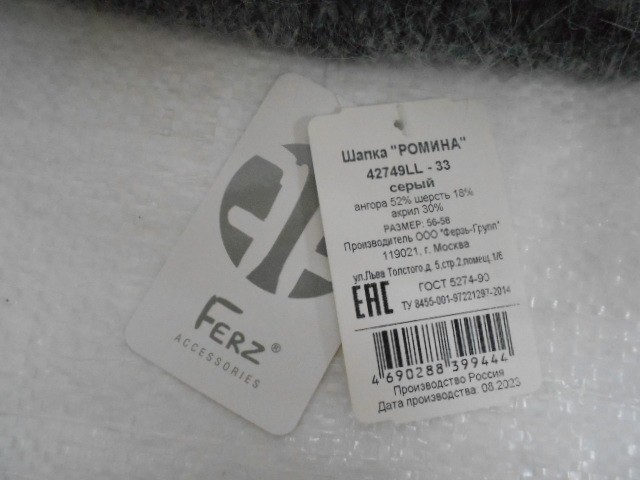 Шапка "РОМИНА"
42749LL - 33
серый
ангора 52% шерсть 18%
акрил 30%
РАЗМЕР: 56-58
Производитель ООО "Ферзь-Групп"
119021, г. Москва
ул.Льва Толстого,д. 5,стр.2,помещ.1/6
EAC
ГОСТ 5274-90
ТУ 8455-001-97221297-2014
4 690288 399444
Производство Россия
Дата производства: 08.2023
FERZ ®
ACCESSORIES